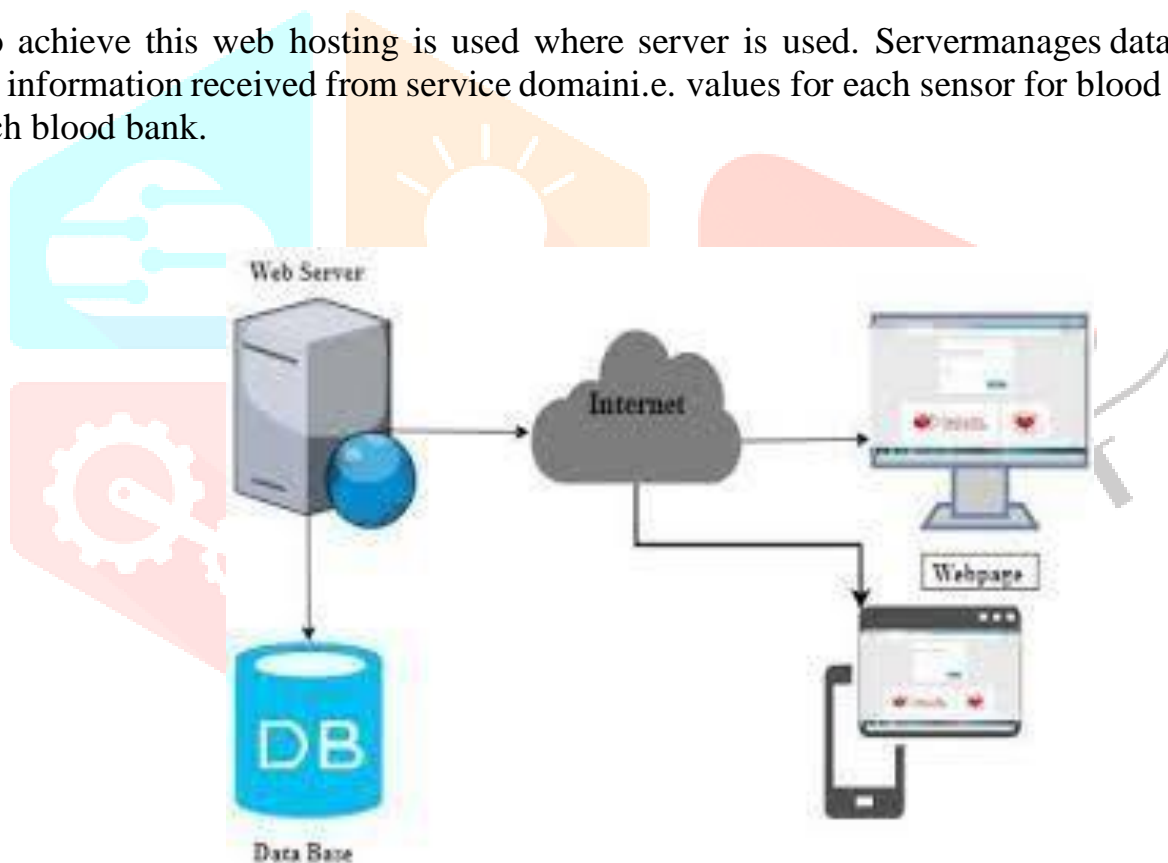 achieve this web hosting is used where server is used. Servermanages data
information received from service domaini.e. values for each sensor for blood
blood bank.
Web Server
Internet
Webpage
DB
Data Base